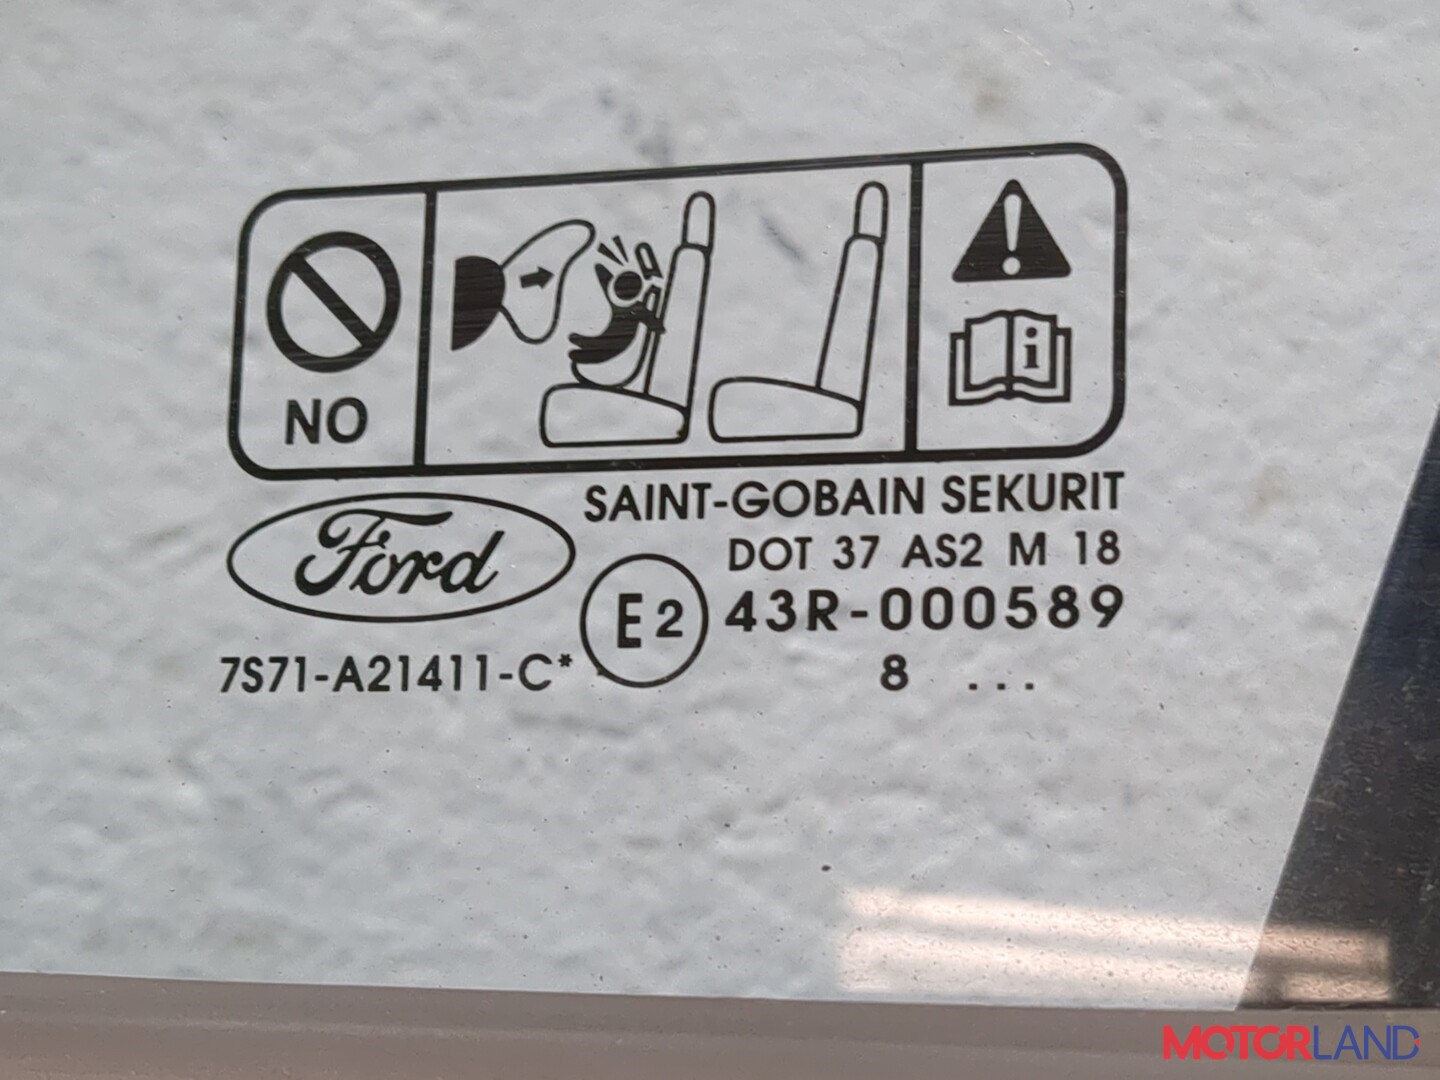 NO
i
SAINT-GOBAIN SEKURIT
Ford
DOT 37 AS2 M 18
E2 43R-000589
7S71-A21411-C*
8 ...
MOTORLAND